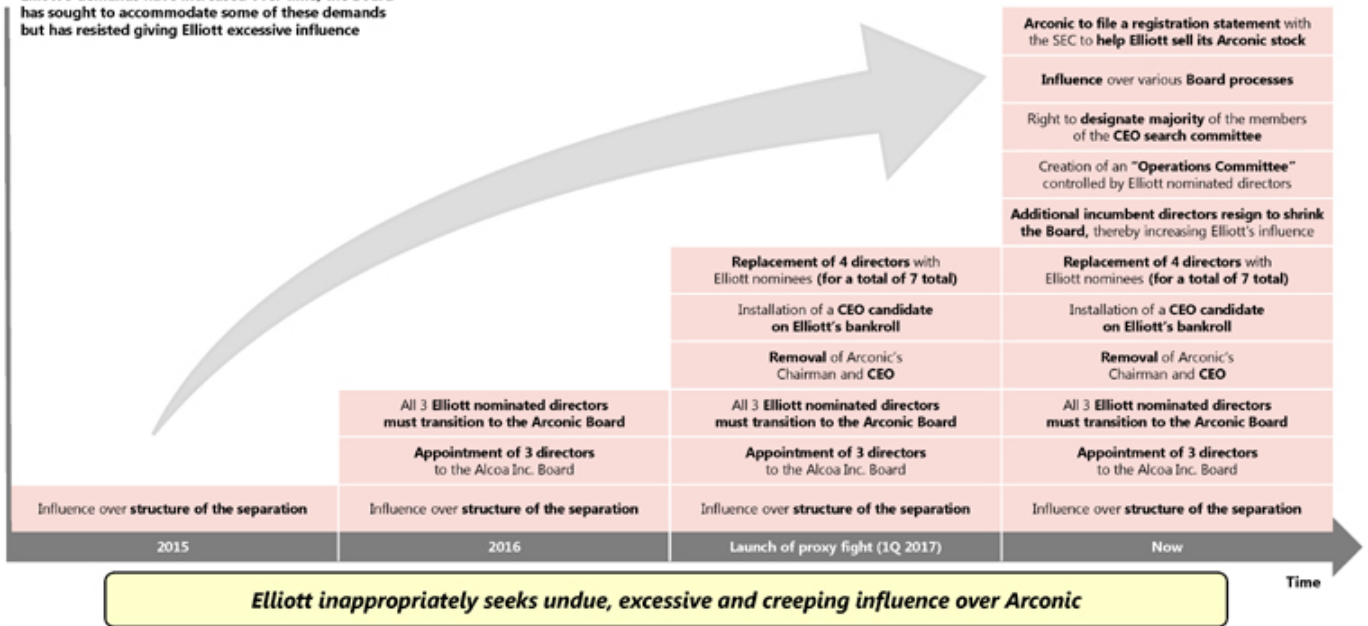 has sought to accommodate some of these demands
but has resisted giving Elliott excessive influence
Arconic to file a registration statement with
the SEC to help Elliott sell its Arconic stock
Influence over various Board processes
Right to designate majority of the members
of the CEO search committee
Creation of an "Operations Committee"
controlled by Elliott nominated directors
Additional incumbent directors resign to shrink
the Board, thereby increasing Elliott's influence
Replacement of 4 directors with
Elliott nominees (for a total of 7 total)
Replacement of 4 directors with
Elliott nominees (for a total of 7 total)
Installation of a CEO candidate
on Elliott's bankroll
Installation of a CEO candidate
on Elliott's bankroll
Removal of Arconic's
Chairman and CEO
Removal of Arconic's
Chairman and CEO
All 3 Elliott nominated directors
must transition to the Arconic Board
All 3 Elliott nominated directors
must transition to the Arconic Board
All 3 Elliott nominated directors
must transition to the Arconic Board
Appointment of 3 directors
to the Alcoa Inc. Board
Appointment of 3 directors
to the Alcoa Inc. Board
Appointment of 3 directors
to the Alcoa Inc. Board
Influence over structure of the separation
Influence over structure of the separation
Influence over structure of the separation
Influence over structure of the separation
2015
2016
Launch of proxy fight (1Q 2017)
Now
Time
Elliott inappropriately seeks undue, excessive and creeping influence over Arconic